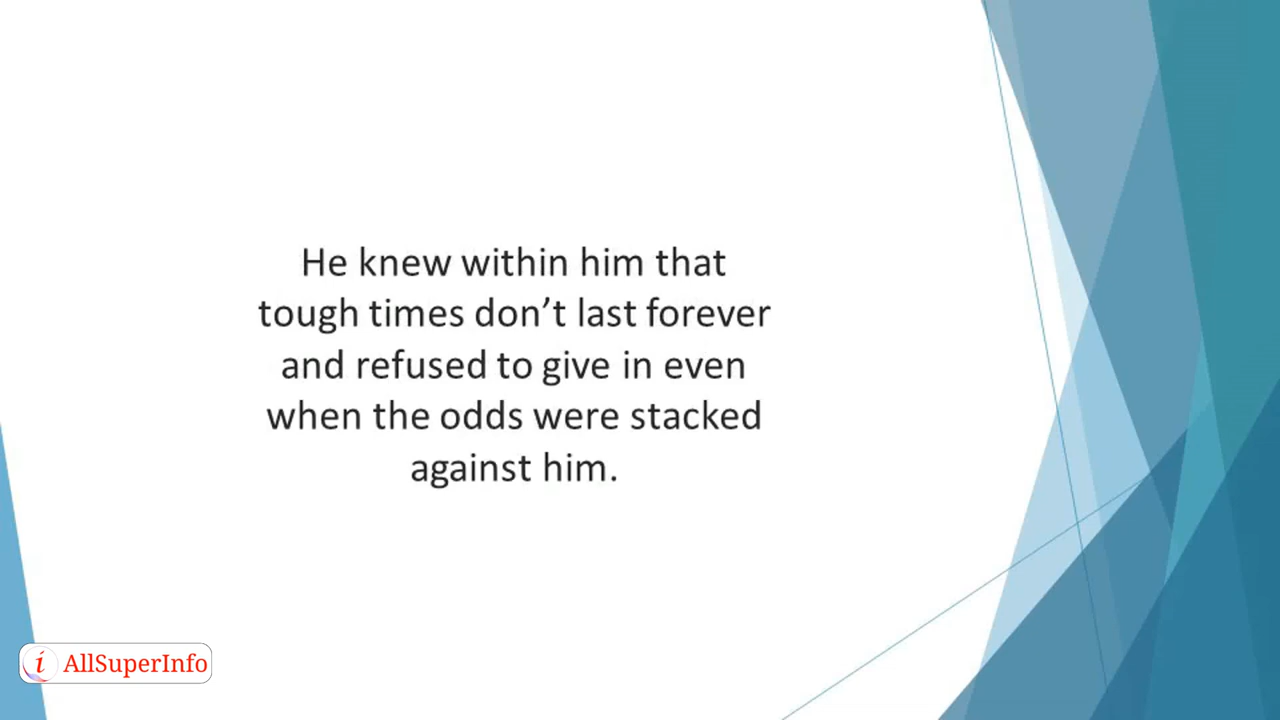 He knew within him that
tough times don’t last forever
and refused to give in even
when the odds were stacked
against him.
i AllSuperInfo